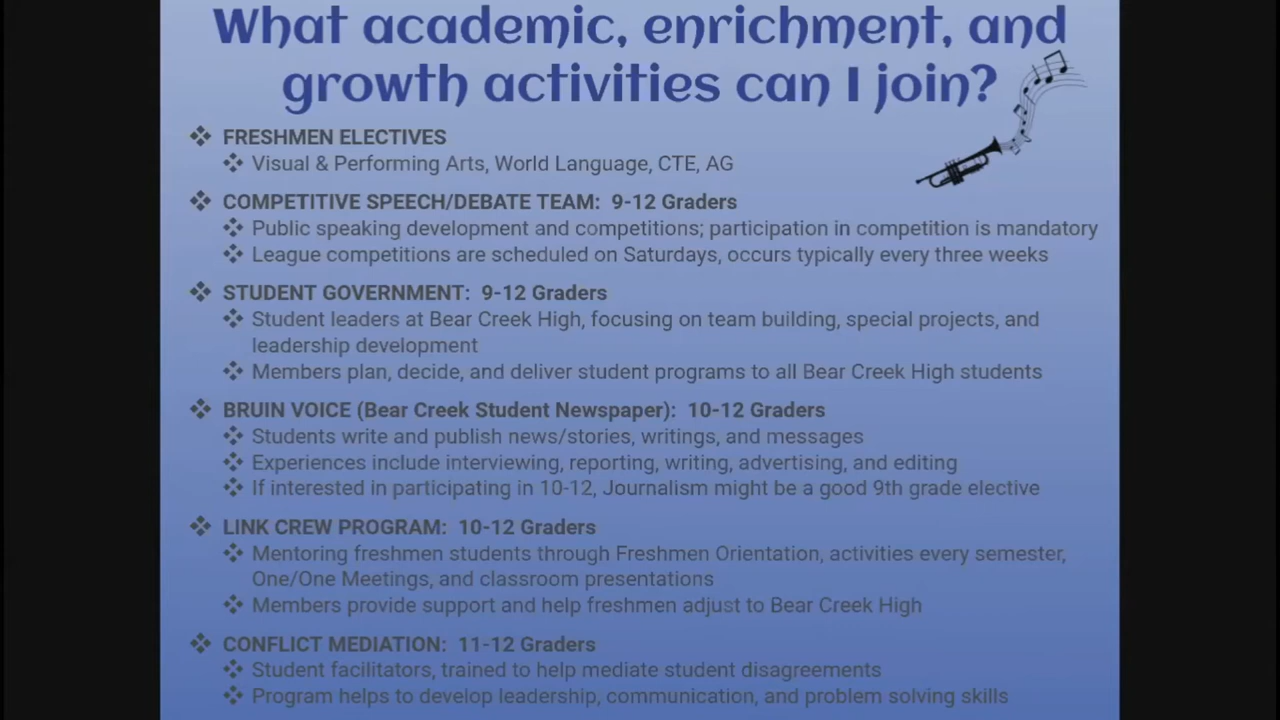 What academic, enrichment, and
growth activities can I join?
FRESHMEN ELECTIVES
Visual & Performing Arts, World Language, CTE, AG
COMPETITIVE SPEECH/DEBATE TEAM: 9-12 Graders
Public speaking development and competitions; participation in competition is mandatory
League competitions are scheduled on Saturdays, occurs typically every three weeks
STUDENT GOVERNMENT: 9-12 Graders
Student leaders at Bear Creek High, focusing on team building, special projects, and
leadership development
Members plan, decide, and deliver student programs to all Bear Creek High students
BRUIN VOICE (Bear Creek Student Newspaper): 10-12 Graders
Students write and publish news/stories, writings, and messages
Experiences include interviewing, reporting, writing, advertising, and editing
If interested in participating in 10-12, Journalism might be a good 9th grade elective
LINK CREW PROGRAM: 10-12 Graders
Mentoring freshmen students through Freshmen Orientation, activities every semester,
One/One Meetings, and classroom presentations
Members provide support and help freshmen adjust to Bear Creek High
CONFLICT MEDIATION: 11-12 Graders
Student facilitators, trained to help mediate student disagreements
Program helps to develop leadership, communication, and problem solving skills